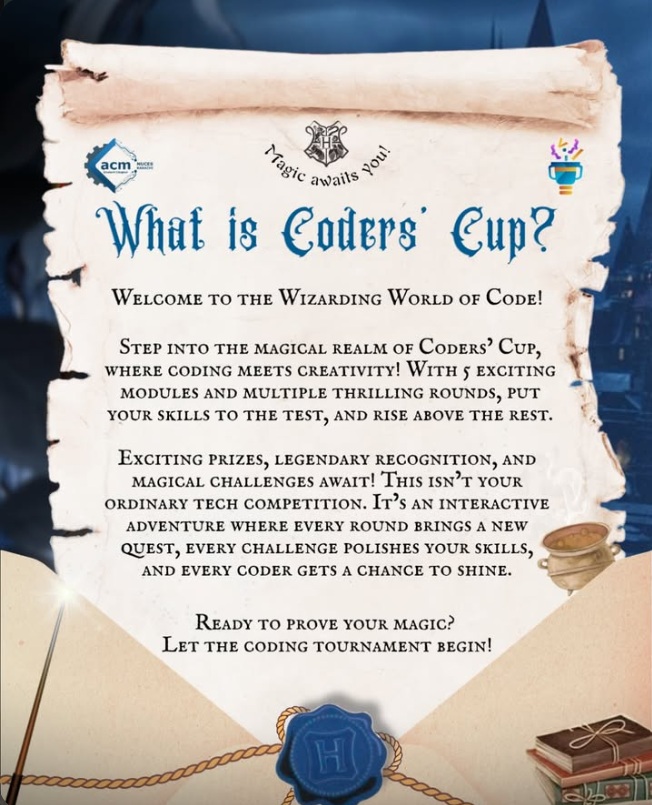 acm
Magic awaits you!
What is Coders' Cup?
Welcome to the Wizarding World of Code!
Step into the magical realm of Coders' Cup,
where coding meets creativity! With 5 exciting
modules and multiple thrilling rounds, put
your skills to the test, and rise above the rest.
Exciting prizes, legendary recognition, and
magical challenges await! This isn't your
ordinary tech competition. It's an interactive
adventure where every round brings a new
quest, every challenge polishes your skills,
and every coder gets a chance to shine.
Ready to prove your magic?
Let the coding tournament begin!
H